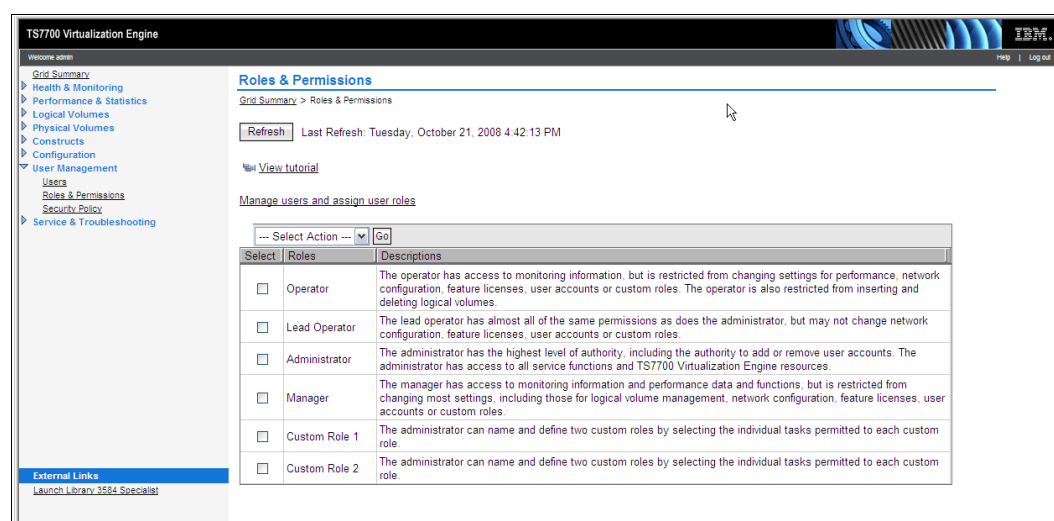 TS7700 Virtualization Engine
IBM.
Welcome admin
Help | Log out
Grid Summary
Health & Monitoring
Performance & Statistics
Logical Volumes
Physical Volumes
Constructs
Configuration
User Management
Users
Roles & Permissions
Security Policy
Service & Troubleshooting
External Links
Launch Library 3584 Specialist
Roles & Permissions
Grid Summary > Roles & Permissions
Refresh Last Refresh: Tuesday, October 21, 2008 4:42:13 PM
View tutorial
Manage users and assign user roles
--- Select Action --- Go
Select Roles Descriptions
Operator
The operator has access to monitoring information, but is restricted from changing settings for performance, network
configuration, feature licenses, user accounts or custom roles. The operator is also restricted from inserting and
deleting logical volumes.
Lead Operator
The lead operator has almost all of the same permissions as does the administrator, but may not change network
configuration, feature licenses, user accounts or custom roles.
Administrator
The administrator has the highest level of authority, including the authority to add or remove user accounts. The
administrator has access to all service functions and TS7700 Virtualization Engine resources.
Manager
The manager has access to monitoring information and performance data and functions, but is restricted from
changing most settings, including those for logical volume management, network configuration, feature licenses, user
accounts or custom roles.
Custom Role 1
The administrator can name and define two custom roles by selecting the individual tasks permitted to each custom
role.
Custom Role 2
The administrator can name and define two custom roles by selecting the individual tasks permitted to each custom
role.